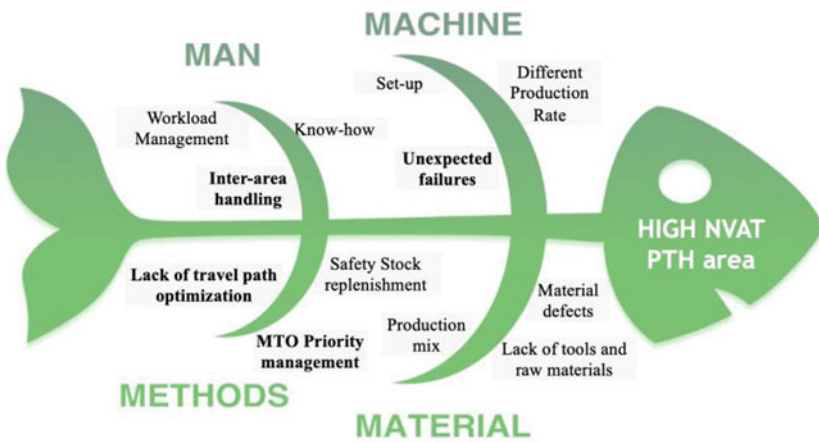 MACHINE
MAN
Set-up
Different
Production
Rate
Workload
Management
Know-how
Inter-area
handling
Unexpected
failures
HIGH NVAT
PTH area
Lack of travel path
optimization
Safety Stock
replenishment
Material
defects
MTO Priority
management
Production
mix
Lack of tools and
raw materials
METHODS
MATERIAL